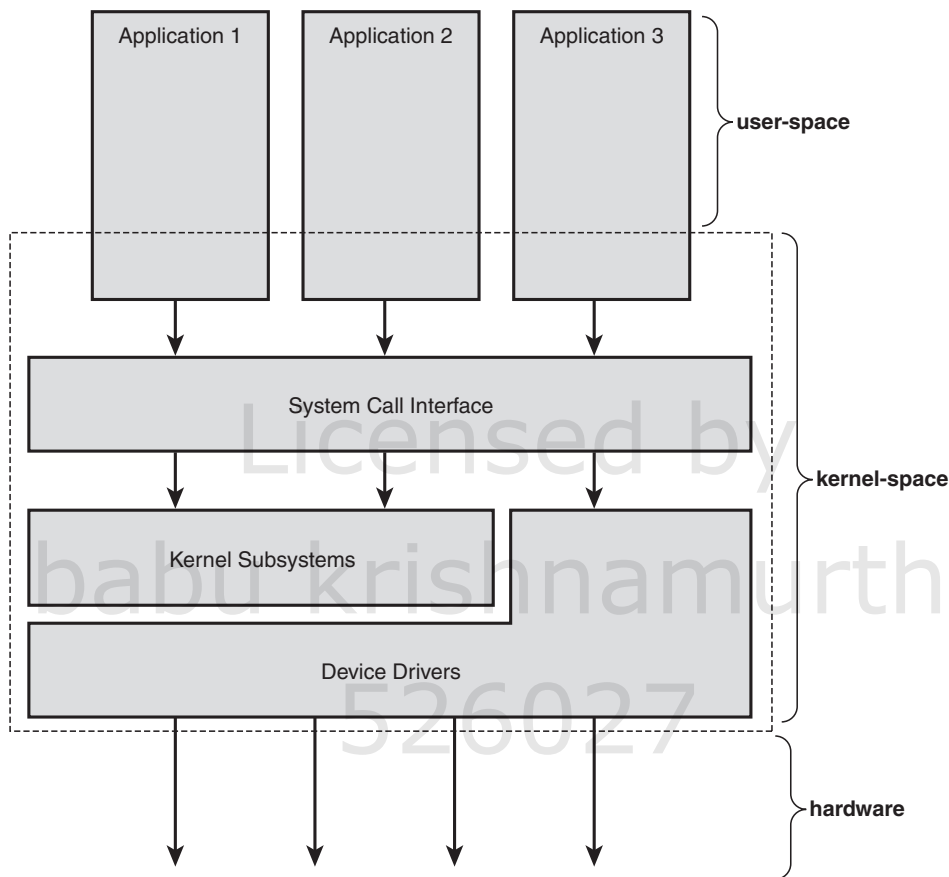 Application 1
Application 2
Application 3
user-space
System Call Interface
Licensed by
kernel-space
Kernel Subsystems
babu krishnamurth
Device Drivers
526027
hardware